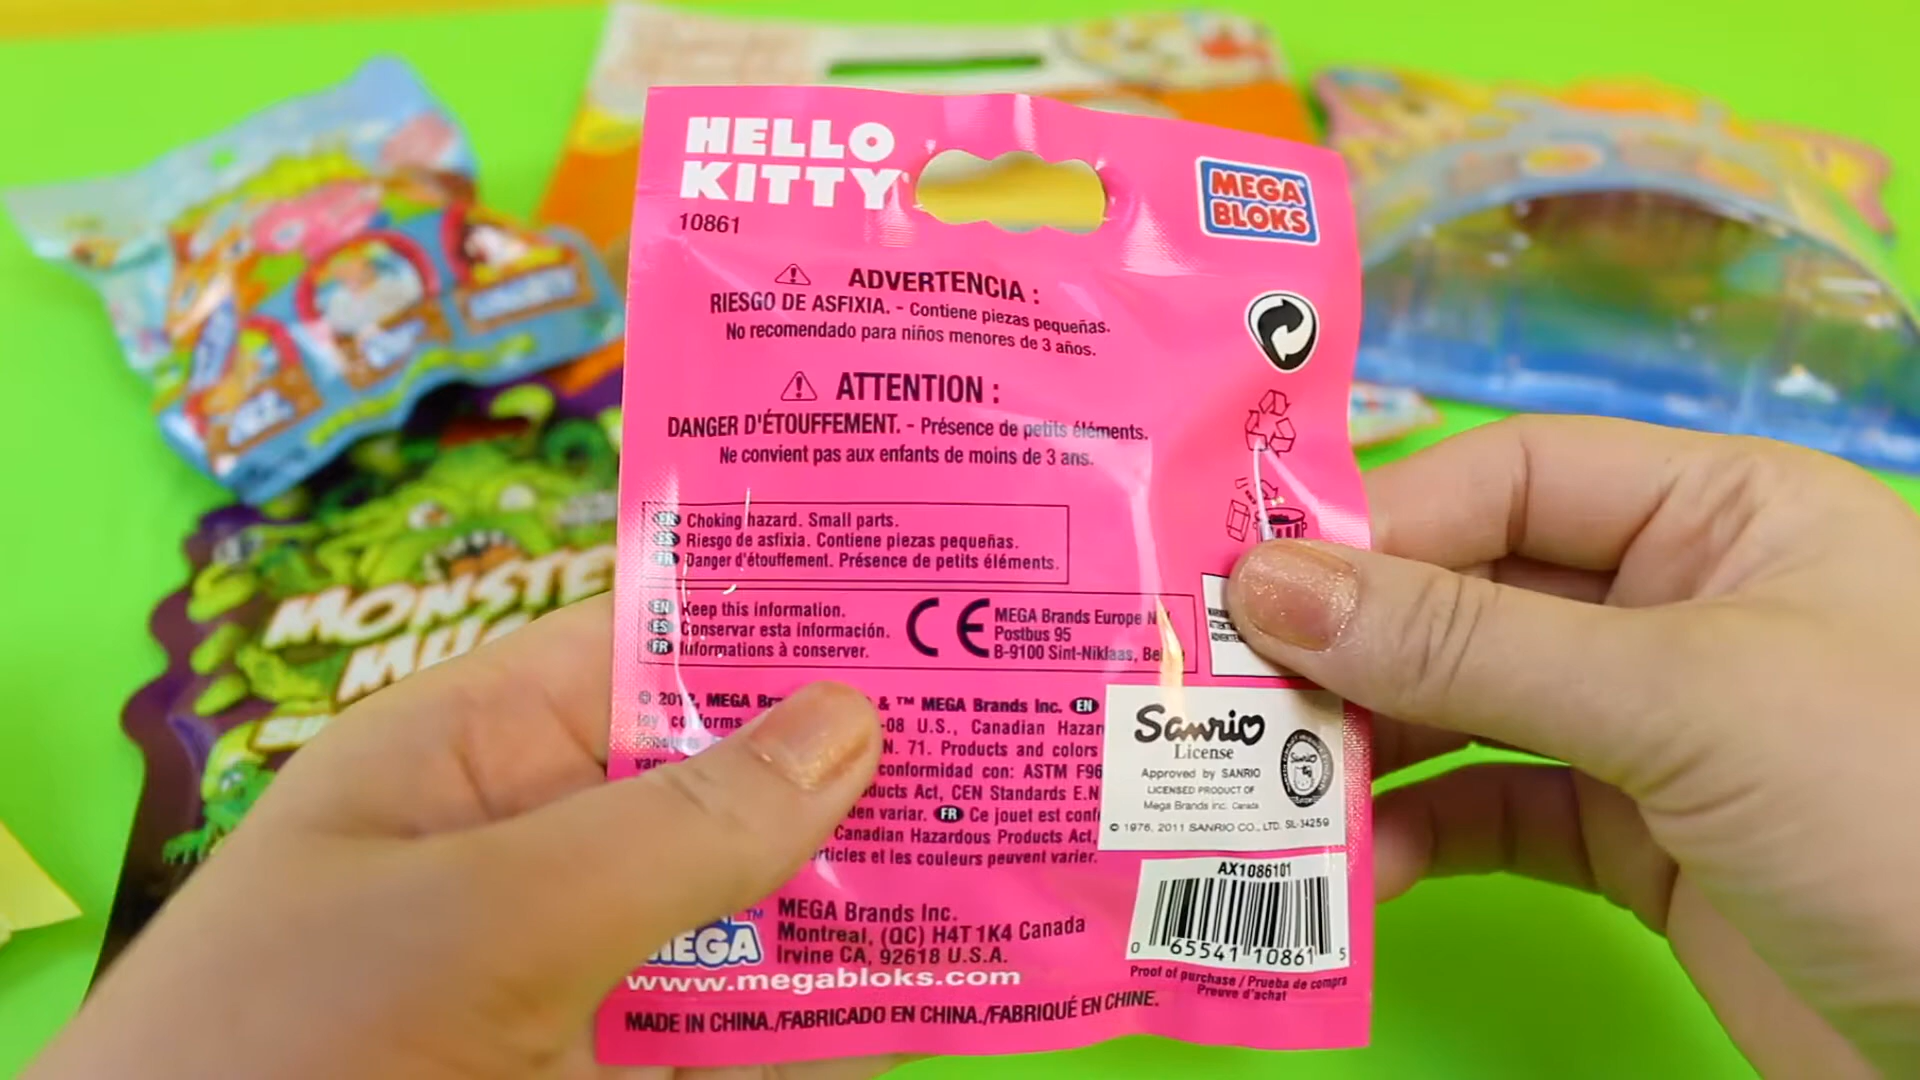 HELLO
KITTY
10861
MEGA
BLOKS
ADVERTENCIA :
RIESGO DE ASFIXIA. - Contiene piezas pequeñas.
No recomendado para niños menores de 3 años.
ATTENTION :
DANGER D'ÉTOUFFEMENT. - Présence de petits éléments.
Ne convient pas aux enfants de moins de 3 ans.
EN Choking hazard. Small parts.
ES Riesgo de asfixia. Contiene piezas pequeñas.
FR Danger d'étouffement. Présence de petits éléments.
EN Keep this information.
ES Conservar esta información.
FR Informations à conserver.
CE
MEGA Brands Europe
Postbus 95
B-9100 Sint-Niklaas,
MEGA & ™ MEGA Brands Inc. EN
-08 U.S., Canadian
N. 71. Products and colors
conformidad con: ASTM
Act, CEN Standards
variar. FR Ce jouet est
Canadian Hazardous Products Act,
et les couleurs peuvent varier.
Sanrio
License
Approved by SANRIO
LICENSED PRODUCT OF
Mega Brands Inc. Canada
© 1976, 2011 SANRIO CO., LTD. SL-34259
AX1086101
0 65541 10861 5
Proof of purchase / Prueba de compra
Preuve d'achat
MEGA
MEGA Brands Inc.
Montreal, (QC) H4T 1K4 Canada
Irvine CA, 92618 U.S.A.
www.megabloks.com
MADE IN CHINA./FABRICADO EN CHINA./FABRIQUÉ EN CHINE.